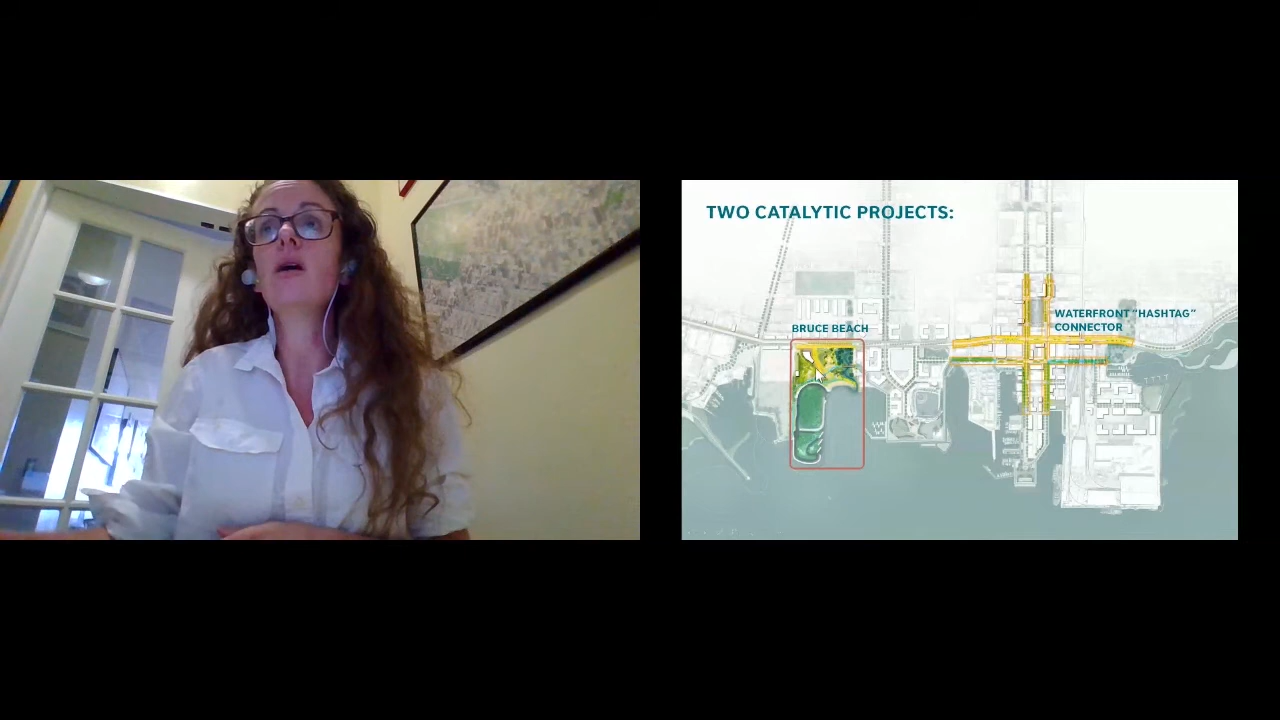 TWO CATALYTIC PROJECTS:
BRUCE BEACH
WATERFRONT "HASHTAG"
CONNECTOR